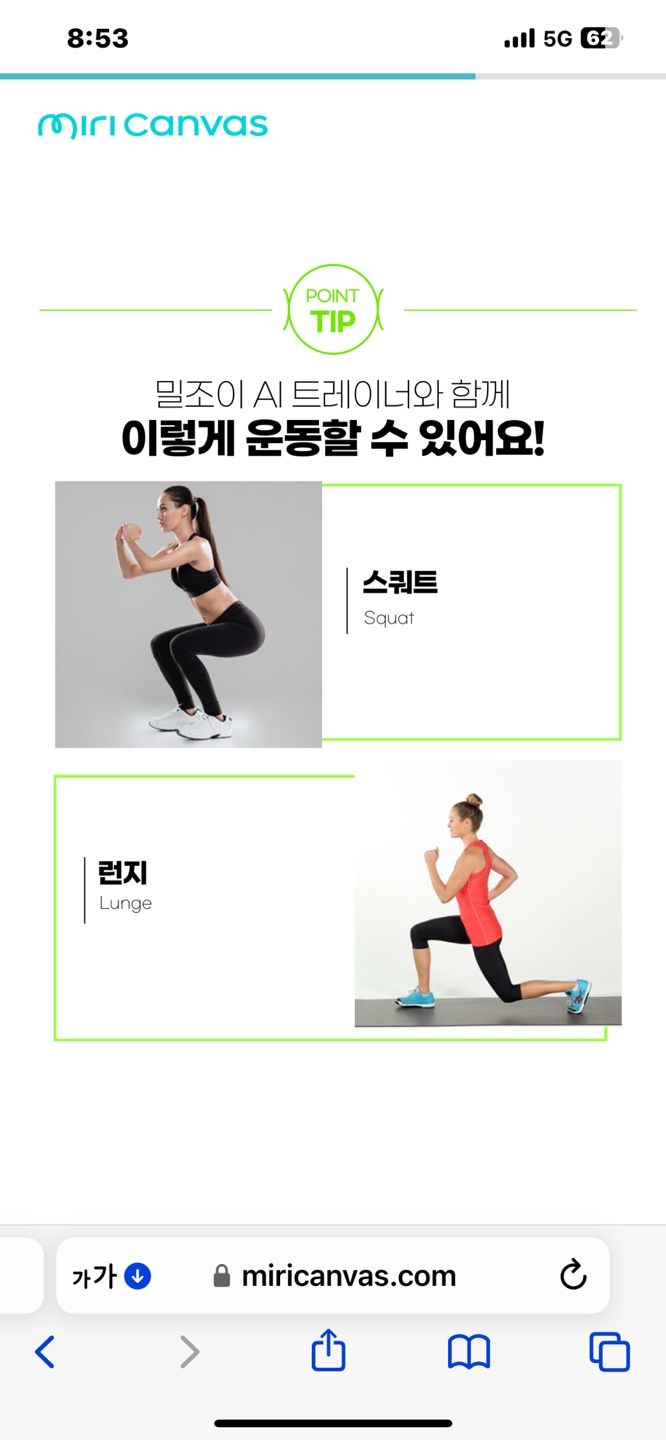 8:53
5G 62
miri canvas
POINT
TIP
밀조이 AI 트레이너와 함께
이렇게 운동할 수 있어요!
스쿼트
Squat
런지
Lunge
가가 miricanvas.com